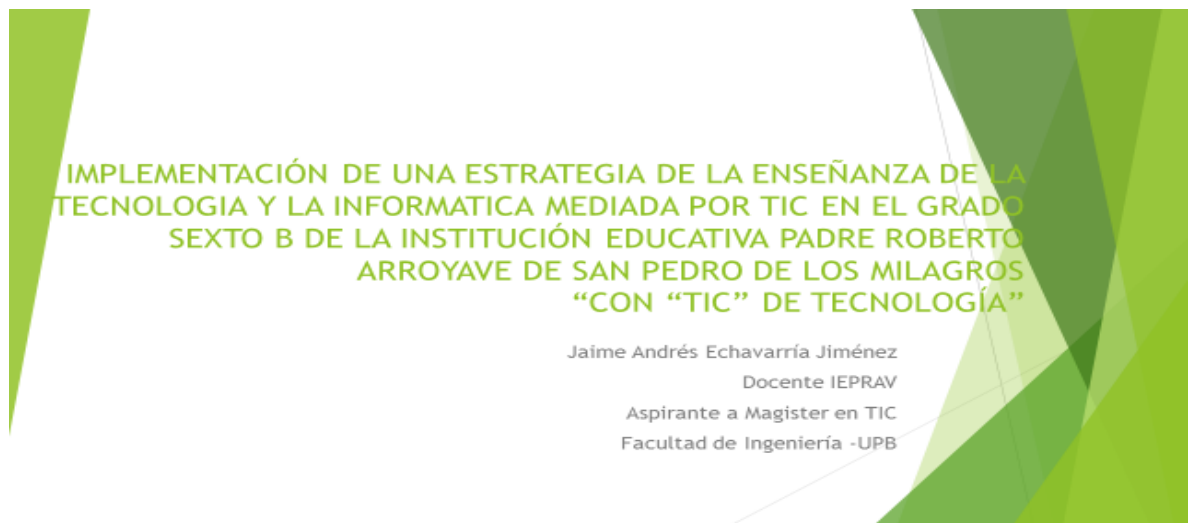 IMPLEMENTACIÓN DE UNA ESTRATEGIA DE LA ENSEÑANZA DE LA
TECNOLOGIA Y LA INFORMATICA MEDIADA POR TIC EN EL GRADO
SEXTO B DE LA INSTITUCIÓN EDUCATIVA PADRE ROBERTO
ARROYAVE DE SAN PEDRO DE LOS MILAGROS
“CON “TIC” DE TECNOLOGÍA”
Jaime Andrés Echavarría Jiménez
Docente IEPRAV
Aspirante a Magister en TIC
Facultad de Ingeniería -UPB